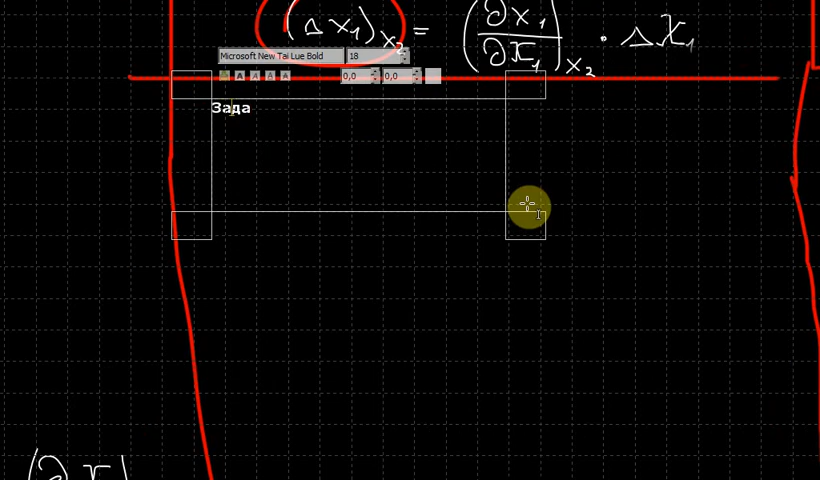 (Δx₁)x₂ = (∂x₁/∂X₁)x₂ · ΔX₁
Microsoft New Tai Lue Bold 18
A A A A 0,0 0,0
Зада
(∂X